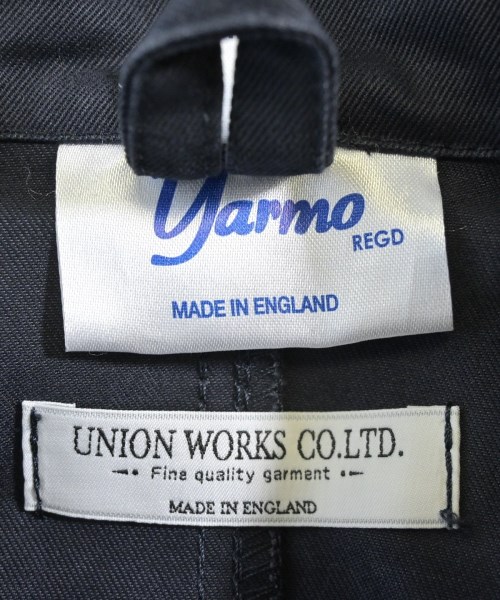 Yarmo
REGD
MADE IN ENGLAND
UNION WORKS CO.LTD.
Fine quality garment
MADE IN ENGLAND